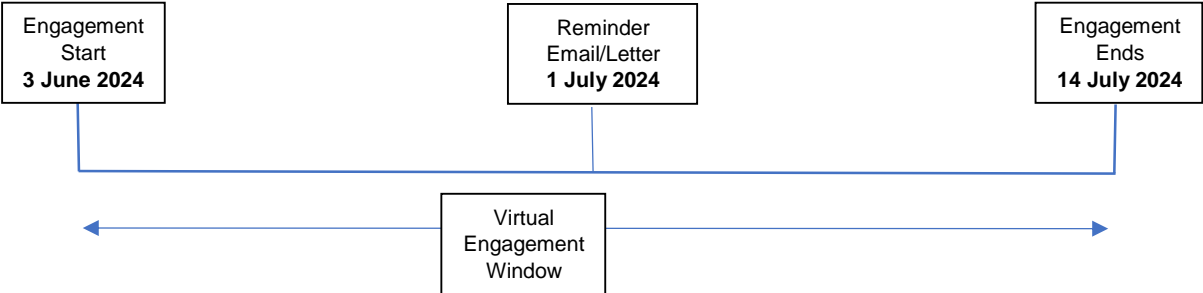 Engagement
Start
3 June 2024
Reminder
Email/Letter
1 July 2024
Engagement
Ends
14 July 2024
Virtual
Engagement
Window